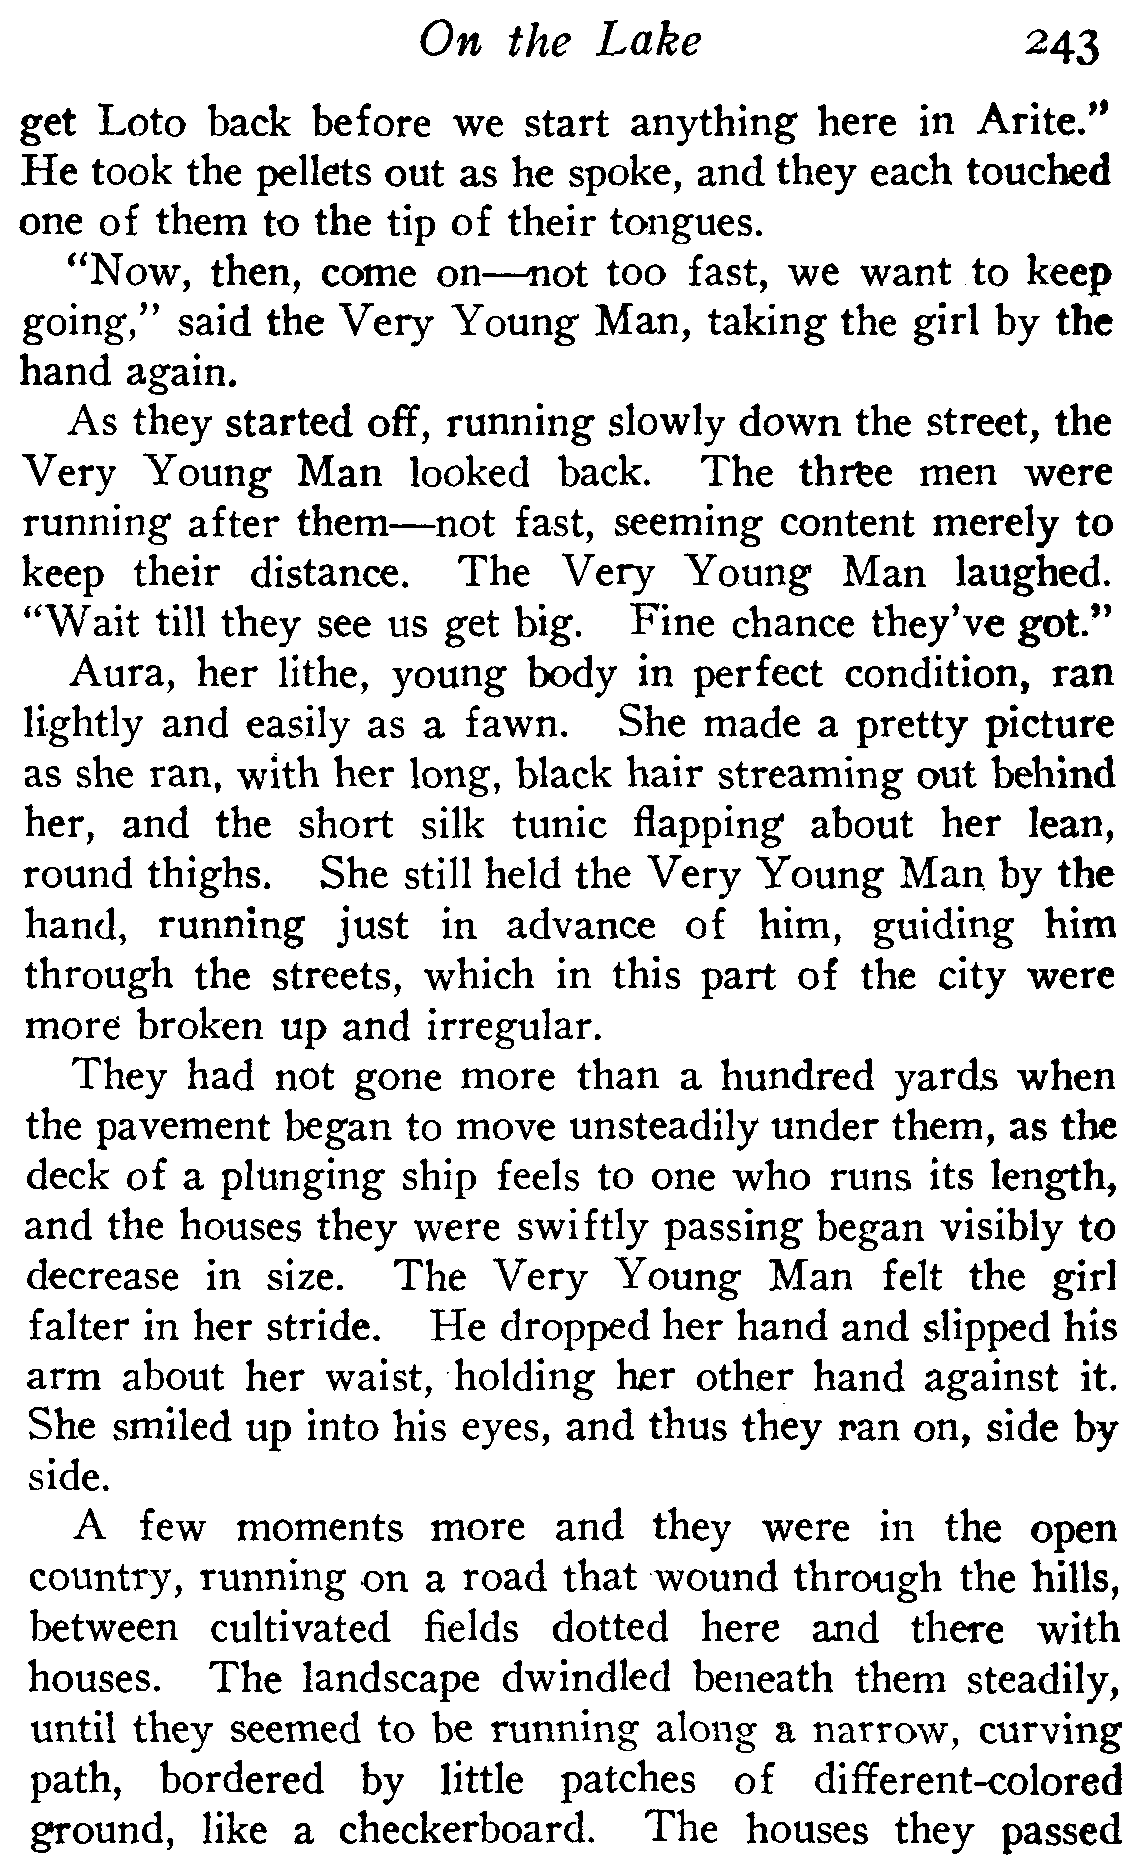 On the Lake 243
get Loto back before we start anything here in Arite."
He took the pellets out as he spoke, and they each touched
one of them to the tip of their tongues.
"Now, then, come on—not too fast, we want to keep
going," said the Very Young Man, taking the girl by the
hand again.
As they started off, running slowly down the street, the
Very Young Man looked back. The three men were
running after them—not fast, seeming content merely to
keep their distance. The Very Young Man laughed.
"Wait till they see us get big. Fine chance they've got."
Aura, her lithe, young body in perfect condition, ran
lightly and easily as a fawn. She made a pretty picture
as she ran, with her long, black hair streaming out behind
her, and the short silk tunic flapping about her lean,
round thighs. She still held the Very Young Man by the
hand, running just in advance of him, guiding him
through the streets, which in this part of the city were
more broken up and irregular.
They had not gone more than a hundred yards when
the pavement began to move unsteadily under them, as the
deck of a plunging ship feels to one who runs its length,
and the houses they were swiftly passing began visibly to
decrease in size. The Very Young Man felt the girl
falter in her stride. He dropped her hand and slipped his
arm about her waist, holding her other hand against it.
She smiled up into his eyes, and thus they ran on, side by
side.
A few moments more and they were in the open
country, running on a road that wound through the hills,
between cultivated fields dotted here and there with
houses. The landscape dwindled beneath them steadily,
until they seemed to be running along a narrow, curving
path, bordered by little patches of different-colored
ground, like a checkerboard. The houses they passed